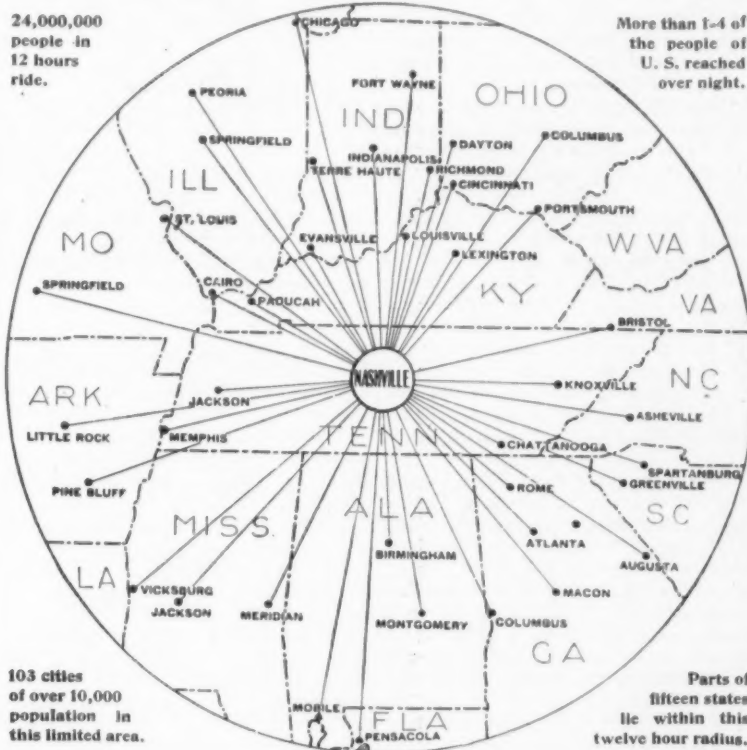 24,000,000
people in
12 hours
ride.
More than 1-4 of
the people of
U. S. reached
over night.
CHICAGO
PEORIA
FORT WAYNE
OHIO
SPRINGFIELD
IND
DAYTON
COLUMBUS
INDIANAPOLIS
TERRE HAUTE
RICHMOND
CINCINNATI
ILL
ST. LOUIS
PORTSMOUTH
EVANSVILLE
LOUISVILLE
LEXINGTON
W VA
MO
SPRINGFIELD
CAIRO
PADUCAH
KY
VA
BRISTOL
NASHVILLE
JACKSON
KNOXVILLE
NC
ARK.
ASHEVILLE
LITTLE ROCK
MEMPHIS
TENN
CHATTANOOGA
SPARTANBURG
PINE BLUFF
ROME
GREENVILLE
MISS
ALA
SC
BIRMINGHAM
ATLANTA
AUGUSTA
LA
VICKSBURG
JACKSON
MERIDIAN
MONTGOMERY
COLUMBUS
MACON
GA
103 cities
of over 10,000
population in
this limited area.
MOBILE
FLA
PENSACOLA
Parts of
fifteen states
lie within this
twelve hour radius.